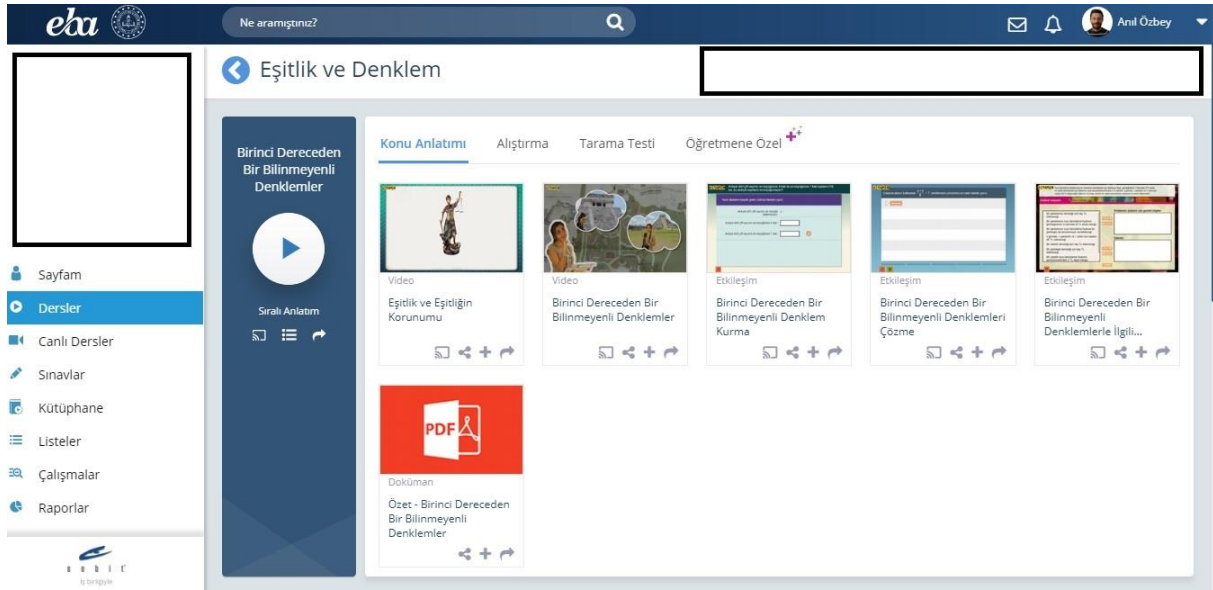 eba
Ne aramıştınız?
Anıl Özbey
Eşitlik ve Denklem
Sayfam
Dersler
Canlı Dersler
Sınavlar
Kütüphane
Listeler
Çalışmalar
Raporlar
sebit
iş birliğiyle
Birinci Dereceden
Bir Bilinmeyenli
Denklemler
Sıralı Anlatım
Konu Anlatımı
Alıştırma
Tarama Testi
Öğretmene Özel
Video
Eşitlik ve Eşitliğin
Korunumu
Video
Birinci Dereceden Bir
Bilinmeyenli Denklemler
Etkileşim
Birinci Dereceden Bir
Bilinmeyenli Denklem
Kurma
Etkileşim
Birinci Dereceden Bir
Bilinmeyenli Denklemleri
Çözme
Etkileşim
Birinci Dereceden Bir
Bilinmeyenli
Denklemlerle İlgili...
PDF
Doküman
Özet - Birinci Dereceden
Bir Bilinmeyenli
Denklemler